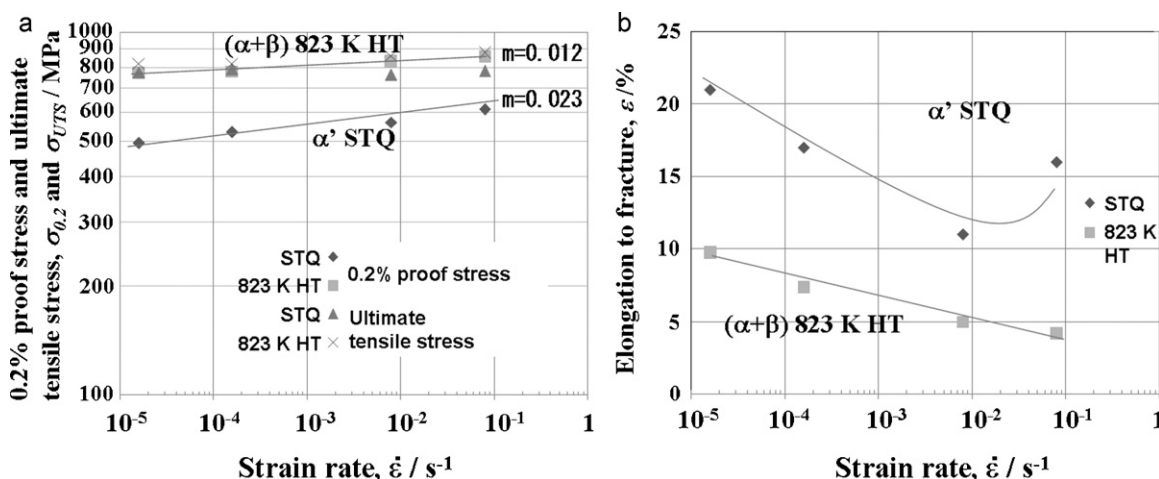 a
0.2% proof stress and ultimate
tensile stress, σ0.2 and σUTS / MPa
1000
900
800
700
600
500
400
300
200
100
(α+β) 823 K HT
m=0.012
m=0.023
α' STQ
STQ
823 K HT
0.2% proof stress
STQ
823 K HT
Ultimate
tensile stress
10-5
10-4
10-3
10-2
10-1
1
Strain rate, ε̇ / s-1
b
Elongation to fracture, ε /%
25
20
15
10
5
0
α' STQ
STQ
823 K
HT
(α+β) 823 K HT
10-5
10-4
10-3
10-2
10-1
1
Strain rate, ε̇ / s-1